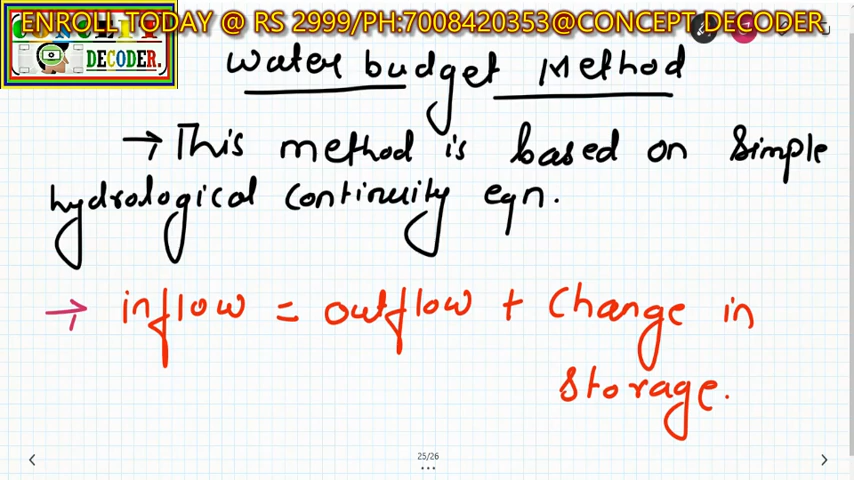 ENROLL TODAY @ RS 2999/PH:7008420353@CONCEPT DECODER
DECODER.
Water budget Method
→ This method is based on Simple
hydrological continuity eqn.
→ inflow = outflow + Change in
Storage.
25/26